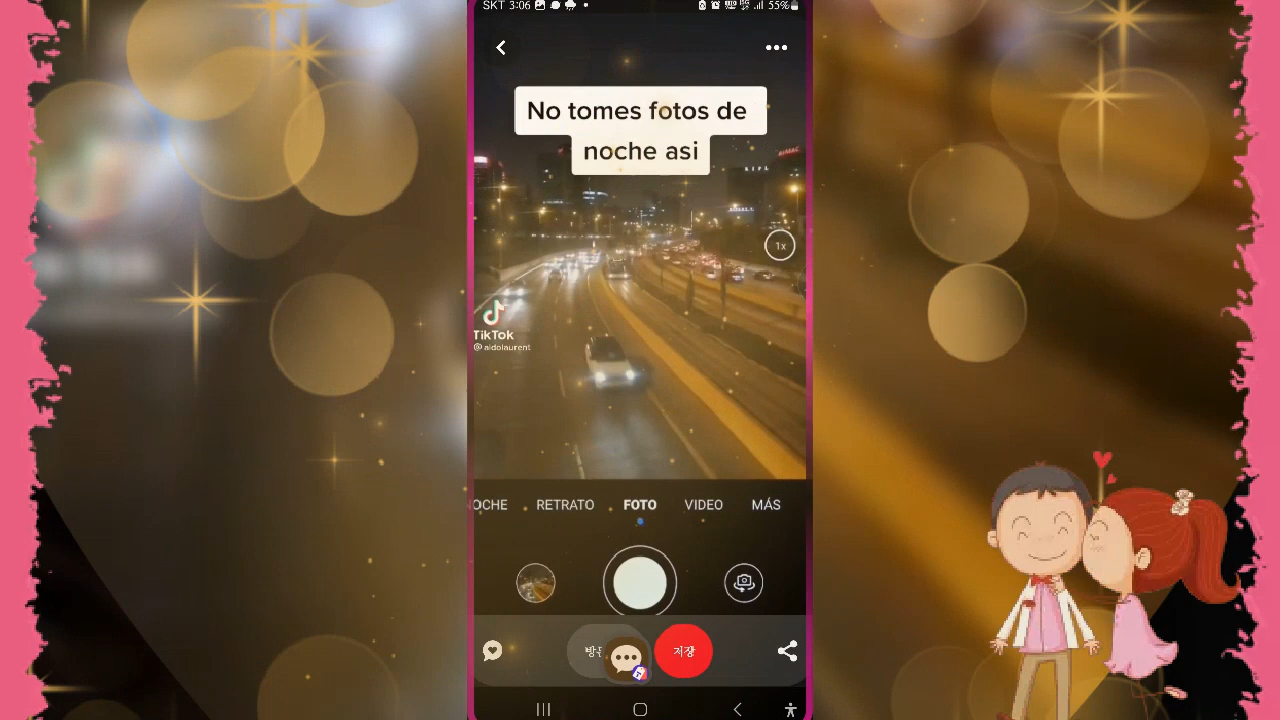 SKT 3:06
55%
No tomes fotos de
noche asi
1x
TikTok
@aidolaurent
OCHE RETRATO FOTO VIDEO MÁS
저장